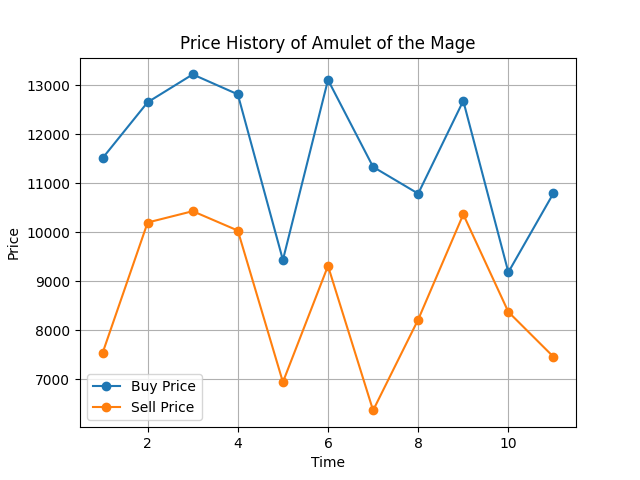 Price History of Amulet of the Mage
Price
13000
12000
11000
10000
9000
8000
7000
Buy Price
Sell Price
2 4 6 8 10
Time